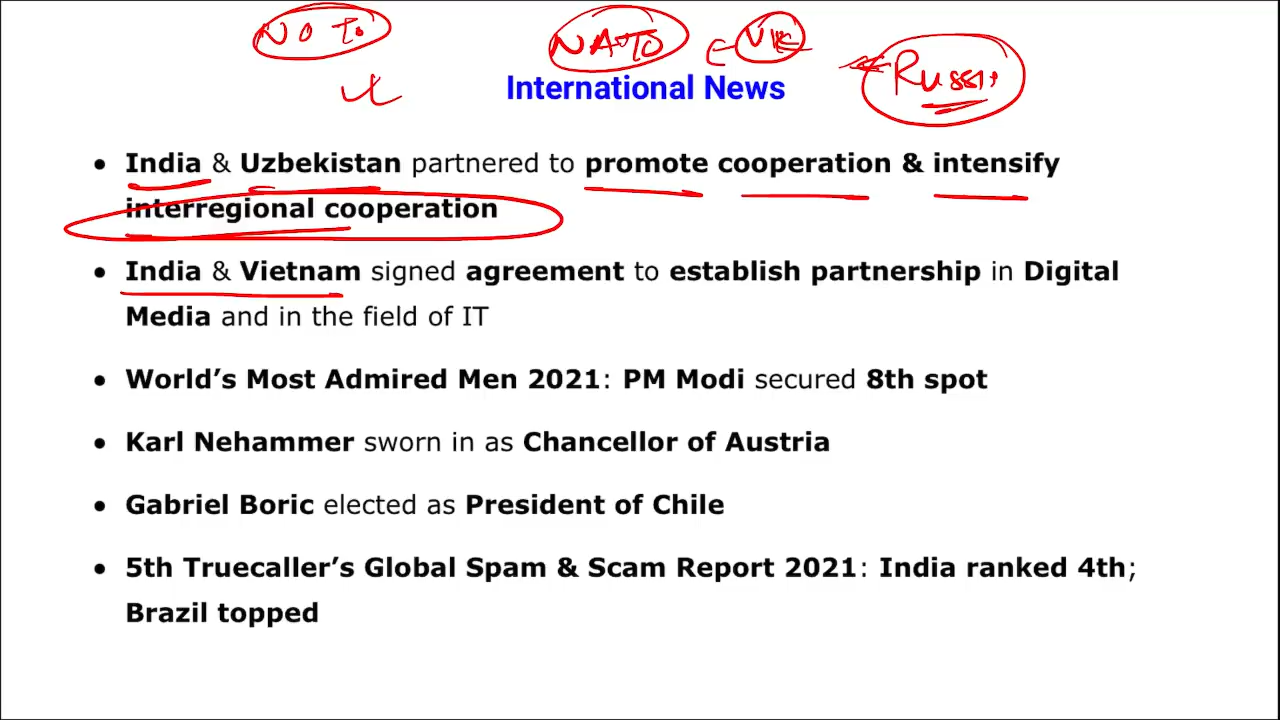 NOTO
NATO
Russi
International News
• India & Uzbekistan partnered to promote cooperation & intensify
interregional cooperation
• India & Vietnam signed agreement to establish partnership in Digital
Media and in the field of IT
• World’s Most Admired Men 2021: PM Modi secured 8th spot
• Karl Nehammer sworn in as Chancellor of Austria
• Gabriel Boric elected as President of Chile
• 5th Truecaller’s Global Spam & Scam Report 2021: India ranked 4th;
Brazil topped